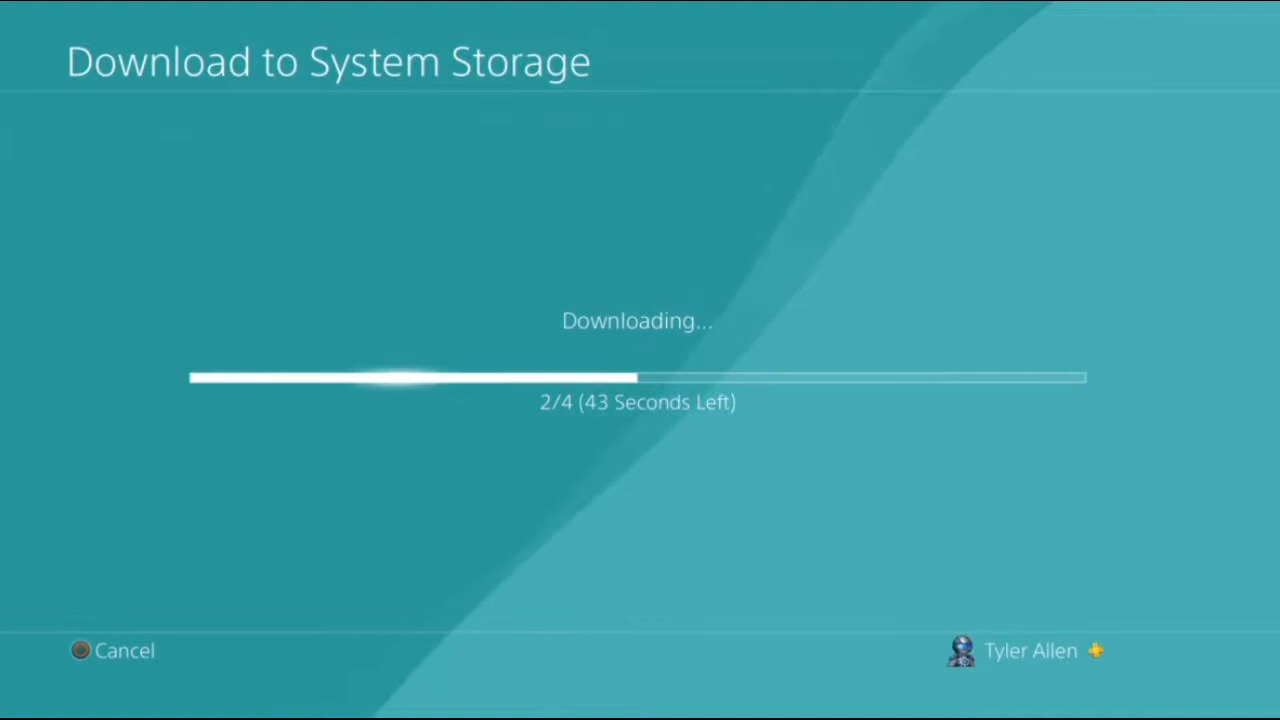 Download to System Storage
Downloading...
2/4 (43 Seconds Left)
Cancel
Tyler Allen